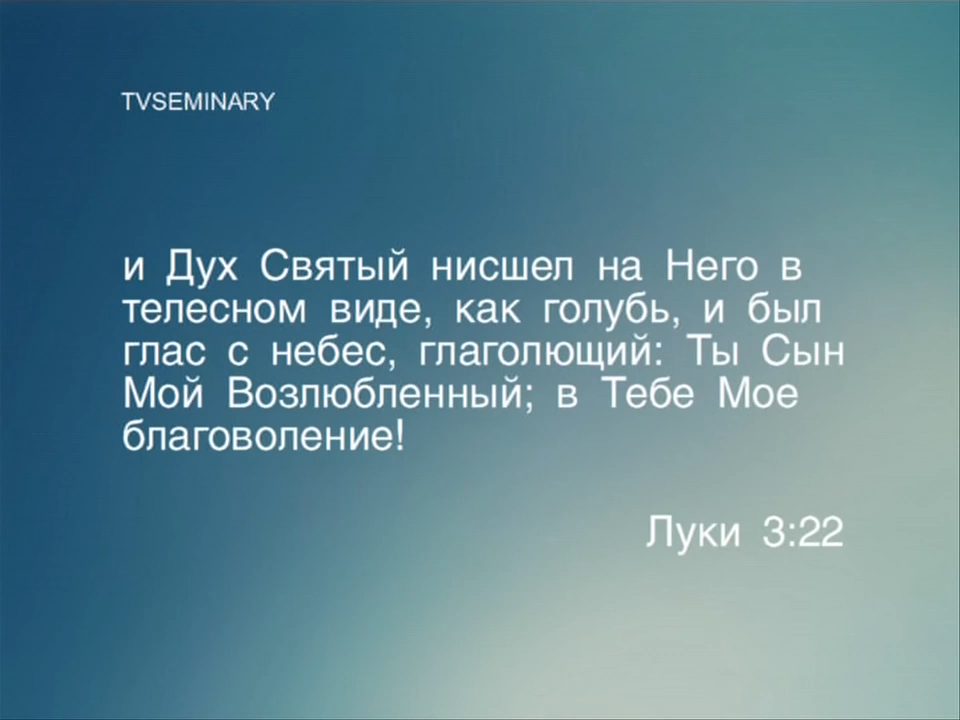 TVSEMINARY
и Дух Святый нисшел на Него в
телесном виде, как голубь, и был
глас с небес, глаголющий: Ты Сын
Мой Возлюбленный; в Тебе Мое
благоволение!
Луки 3:22